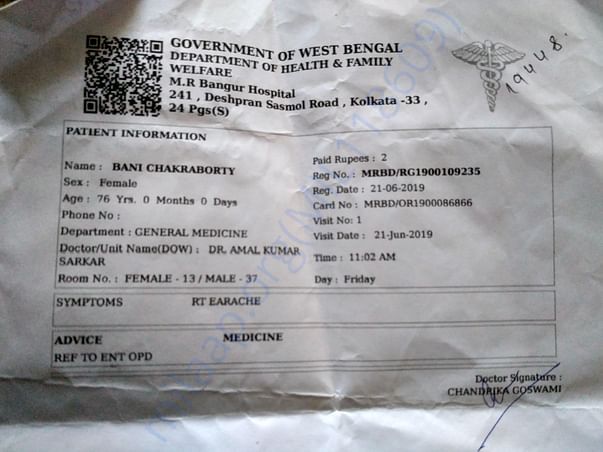 GOVERNMENT OF WEST BENGAL
DEPARTMENT OF HEALTH & FAMILY
WELFARE
M.R Bangur Hospital
241 , Deshpran Sasmol Road , Kolkata -33 ,
24 Pgs(S)
19448.
PATIENT INFORMATION
Name : BANI CHAKRABORTY
Sex : Female
Age : 76 Yrs. 0 Months 0 Days
Phone No :
Department : GENERAL MEDICINE
Doctor/Unit Name(DOW) : DR. AMAL KUMAR
SARKAR
Room No. : FEMALE - 13 / MALE - 37
Paid Rupees : 2
Reg No. : MRBD/RG1900109235
Reg. Date : 21-06-2019
Card No : MRBD/OR1900086866
Visit No: 1
Visit Date : 21-Jun-2019
Time : 11:02 AM
Day : Friday
SYMPTOMS RT EARACHE
ADVICE MEDICINE
REF TO ENT OPD
Doctor Signature :
CHANDRIKA GOSWAMI